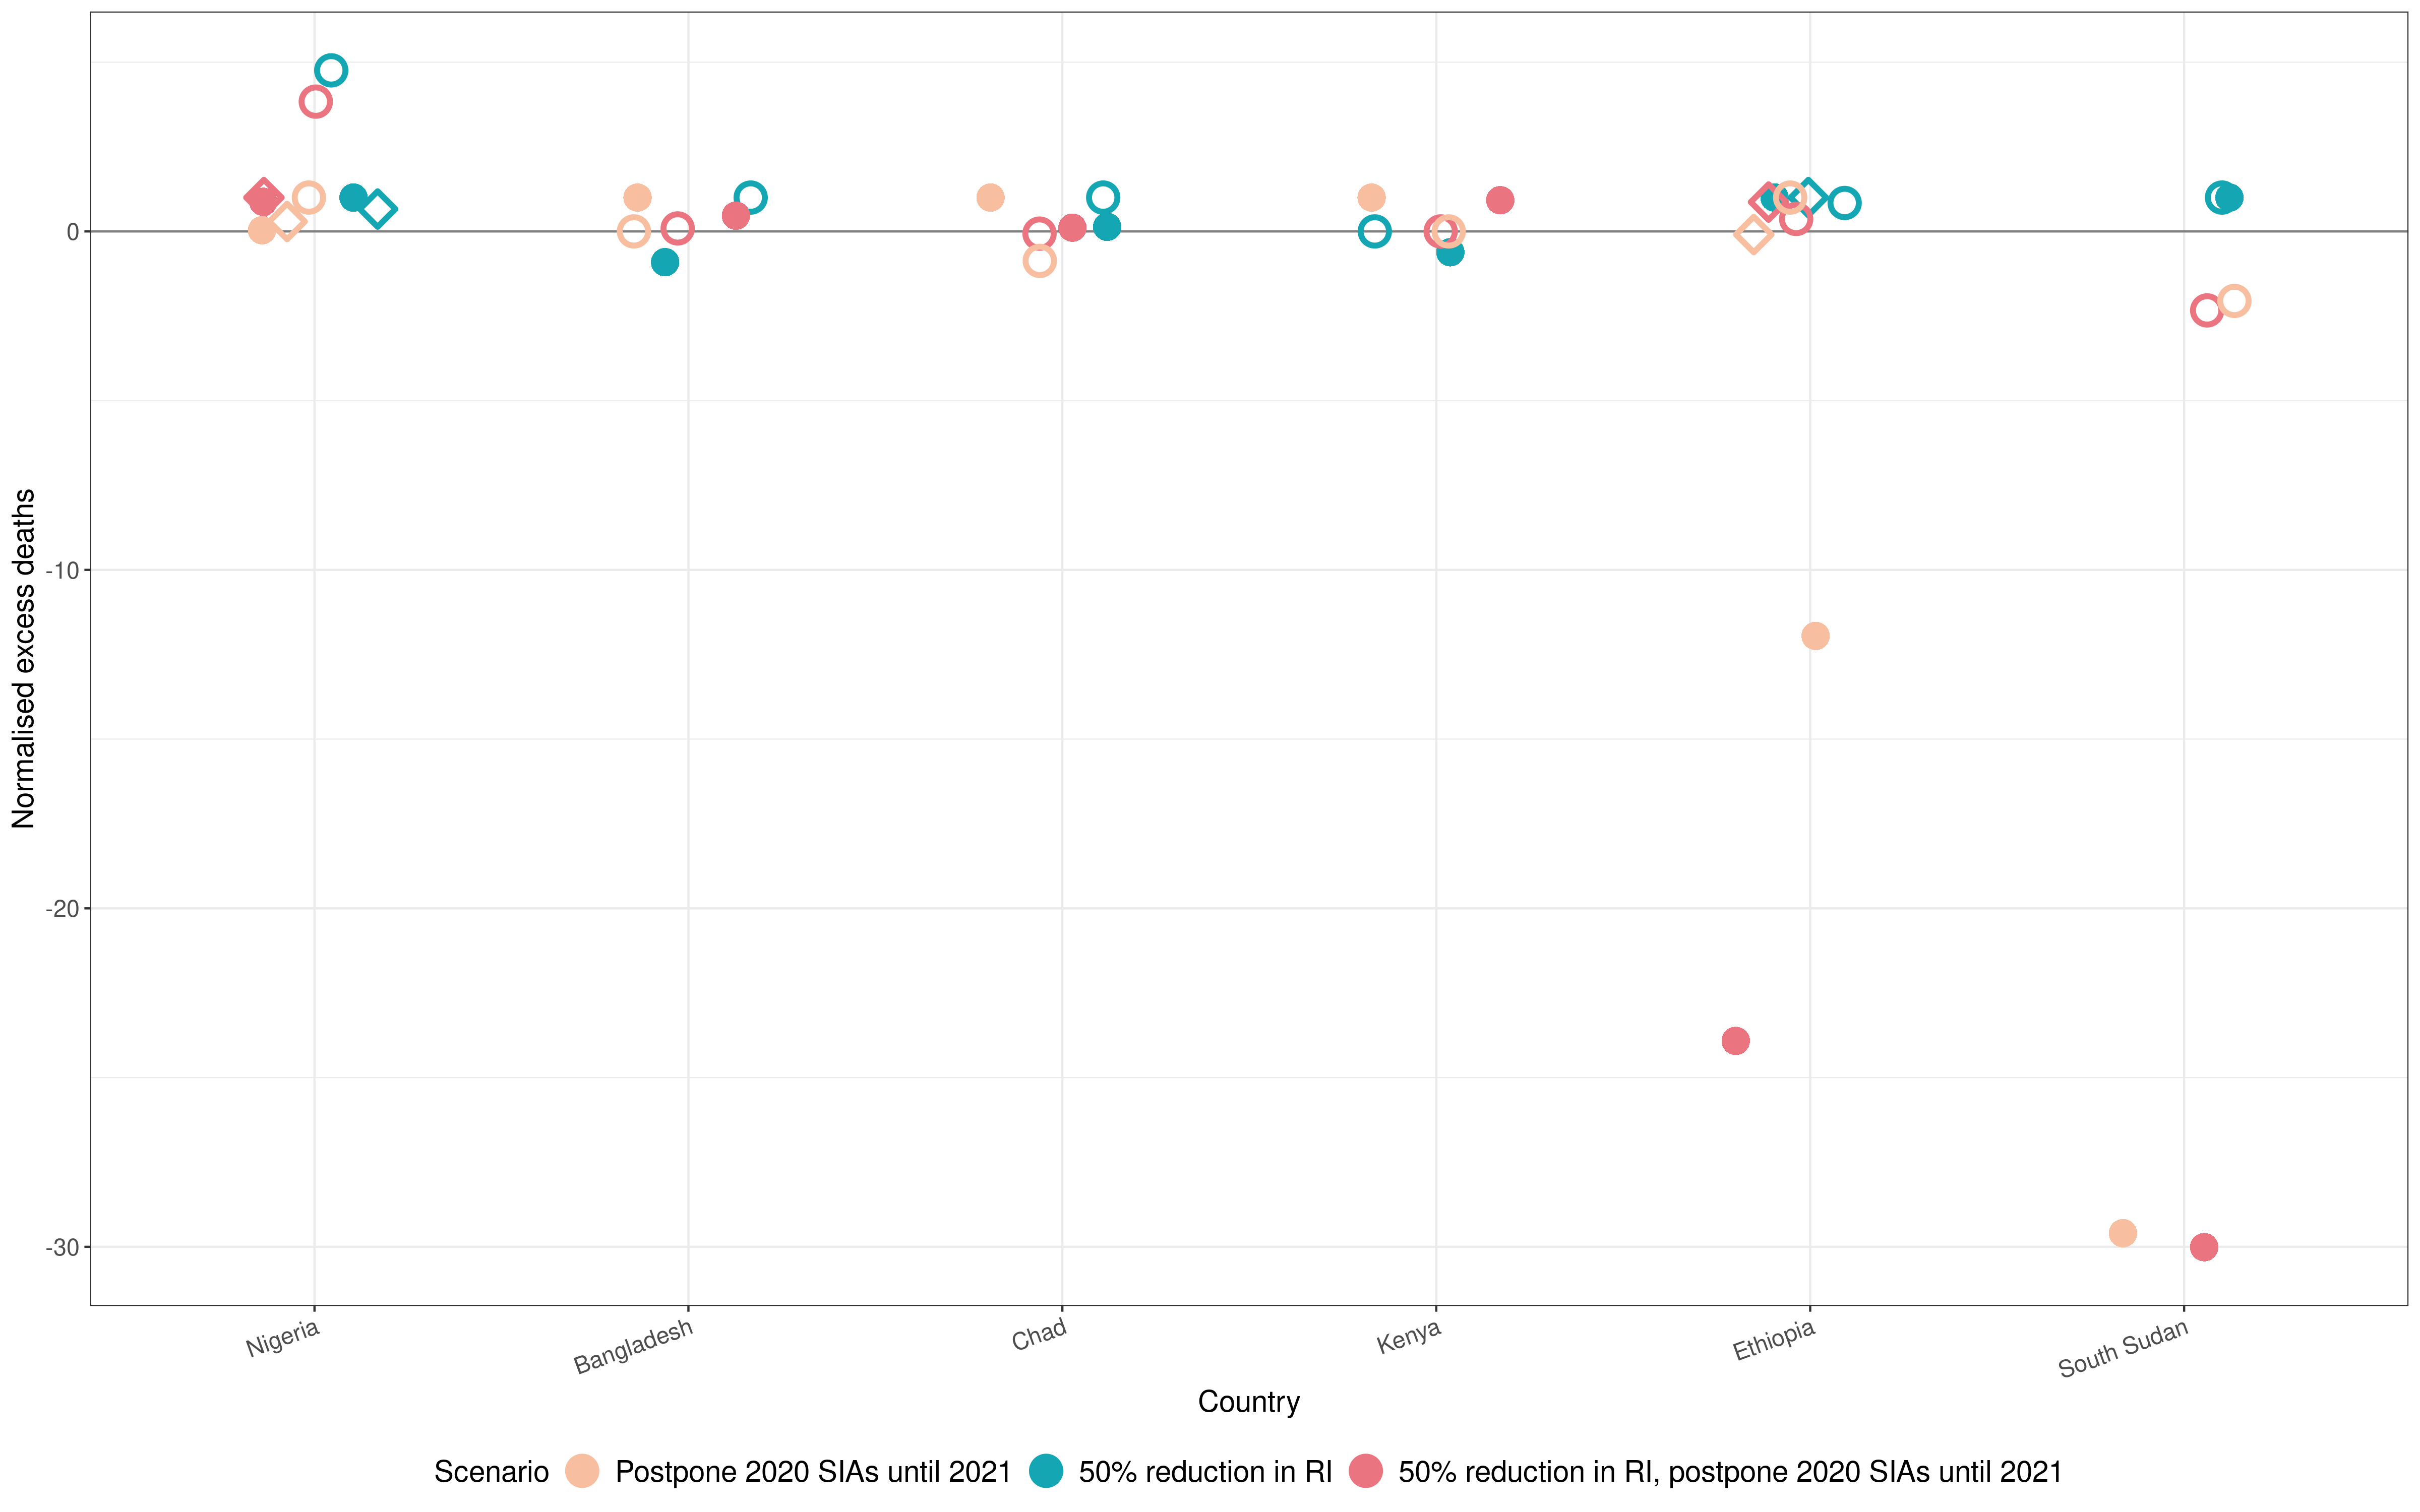 Normalised excess deaths
0
-10
-20
-30
Nigeria
Bangladesh
Chad
Kenya
Ethiopia
South Sudan
Country
Scenario Postpone 2020 SIAs until 2021 50% reduction in RI 50% reduction in RI, postpone 2020 SIAs until 2021